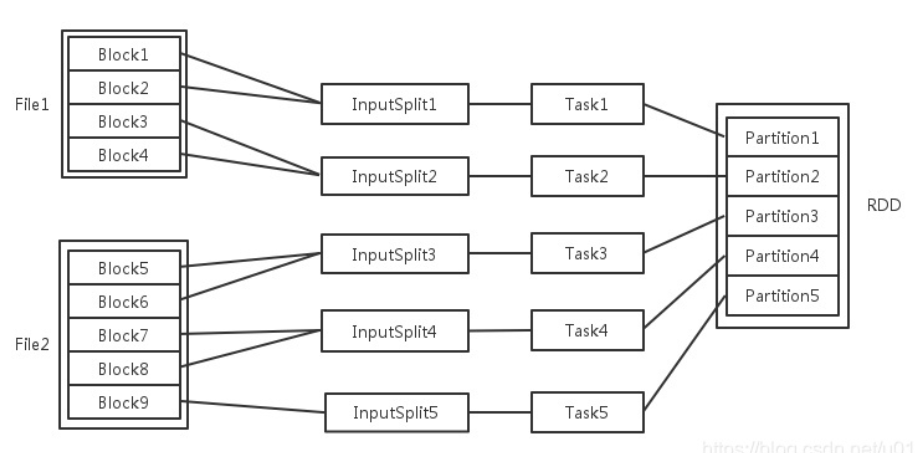 File1
Block1
Block2
Block3
Block4
File2
Block5
Block6
Block7
Block8
Block9
InputSplit1
InputSplit2
InputSplit3
InputSplit4
InputSplit5
Task1
Task2
Task3
Task4
Task5
Partition1
Partition2
Partition3
Partition4
Partition5
RDD
https://blog.csdn.net/u01